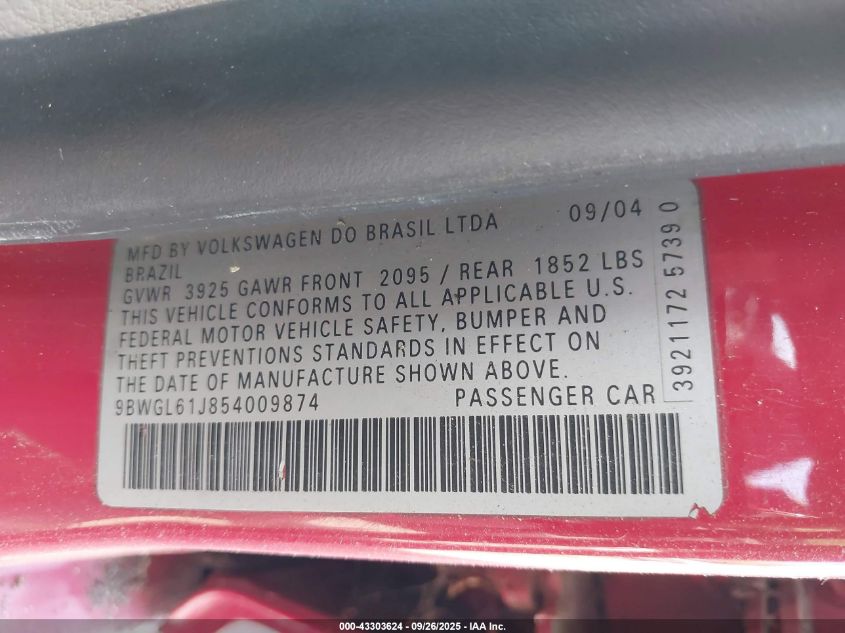 MFD BY VOLKSWAGEN DO BRASIL LTDA 09/04
BRAZIL
GVWR 3925 GAWR FRONT 2095 / REAR 1852 LBS
THIS VEHICLE CONFORMS TO ALL APPLICABLE U.S.
FEDERAL MOTOR VEHICLE SAFETY, BUMPER AND
THEFT PREVENTIONS STANDARDS IN EFFECT ON
THE DATE OF MANUFACTURE SHOWN ABOVE.
9BWGL61J854009874 PASSENGER CAR
3921172 5739 0
000-43303624 - 09/26/2025 - IAA Inc.